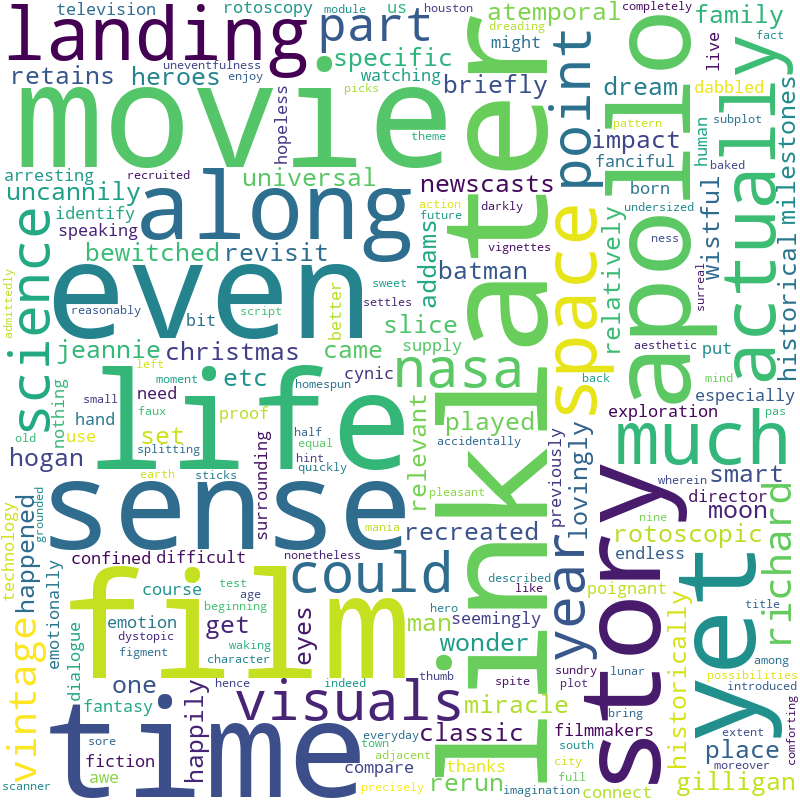 television
rotoscopy
module
us
houston
completely
landing
part
atemporal
family
uneventfulness
enjoy
specific
might
dreading
live
fact
retains
heroes
watching
briefly
dream
dabbled
movie
picks
hopeless
theme
point
impact
pattern
subplot
arresting
recruited
fanciful
human
baked
uncannily
universal
newscasts
born
milestones
identify
action
darkly
undersized
speaking
future
along
vignettes
wistful
ness
science
bewitched
revisit
addams
batman
space
apollo
actually
historical
surreal
linklater
even
sweet
settles
relatively
admittedly
reasonably
bit
script
better
slice
aesthetic
put
jeannie
christmas
came
supply
back
mind
especially
nothing
left
etc
moment
homespun
cynic
nasa
life
small
need
faux
half
exploration
pas
old
hand
proof
equal
played
much
use
set
splitting
hint
accidentally
hogan
sticks
quickly
surrounding
relevant
previously
lovingly
wherein
smart
earth
pleasant
director
moon
sense
mania
recreated
nine
technology
grounded
happened
confined
difficult
nonetheless
year
story
rotoscopic
richard
could
endless
vintage
emotionally
course
test
age
described
poignant
yet
title
film
beginning
like
hero
emotion
get
eyes
man
seemingly
historically
among
dialogue
dystopic
waking
wonder
sundry
lunar
possibilities
figment
character
one
indeed
thumb
spite
plot
introduced
fantasy
hence
visuals
miracle
bring
extent
time
happily
everyday
classic
filmmakers
place
comforting
sore
town
south
moreover
fiction
compare
adjacent
thanks
city
connect
scanner
awe
precisely
rerun
full
imagination
gilligan